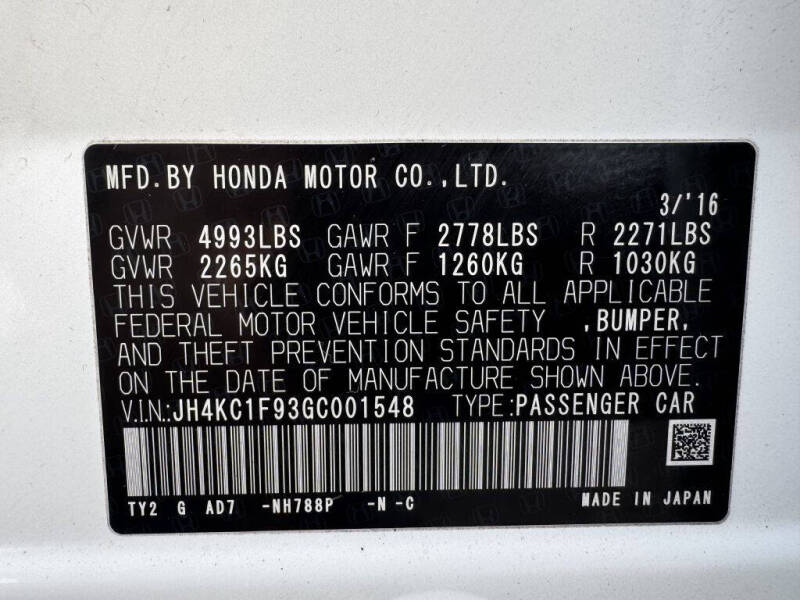 MFD.BY HONDA MOTOR CO.,LTD.
3/'16
GVWR 4993LBS GAWR F 2778LBS R 2271LBS
GVWR 2265KG GAWR F 1260KG R 1030KG
THIS VEHICLE CONFORMS TO ALL APPLICABLE
FEDERAL MOTOR VEHICLE SAFETY ,BUMPER,
AND THEFT PREVENTION STANDARDS IN EFFECT
ON THE DATE OF MANUFACTURE SHOWN ABOVE.
V.I.N.:JH4KC1F93GC001548 TYPE:PASSENGER CAR
TY2 G AD7 -NH788P -N -C MADE IN JAPAN